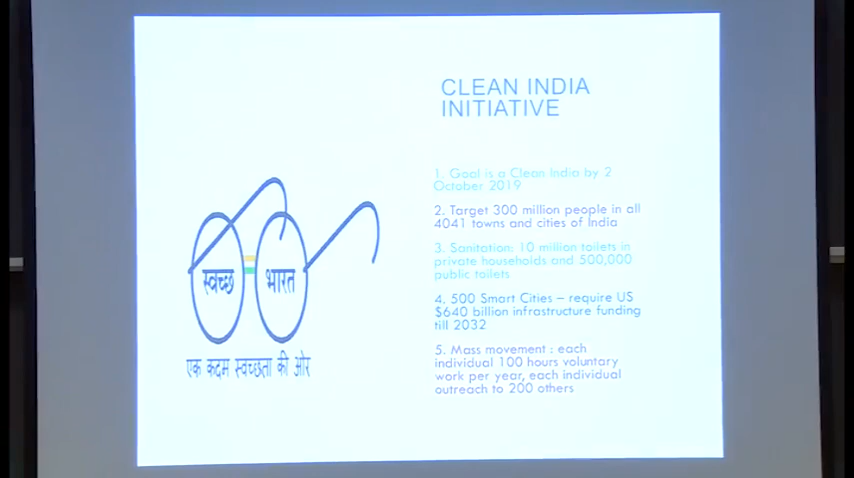 CLEAN INDIA
INITIATIVE
1. Goal is a Clean India by 2
October 2019
2. Target 300 million people in all
4041 towns and cities of India
3. Sanitation: 10 million toilets in
private households and 500,000
public toilets
4. 500 Smart Cities – require US
$640 billion infrastructure funding
till 2032
5. Mass movement : each
individual 100 hours voluntary
work per year, each individual
outreach to 200 others
स्वच्छ भारत
एक कदम स्वच्छता की ओर